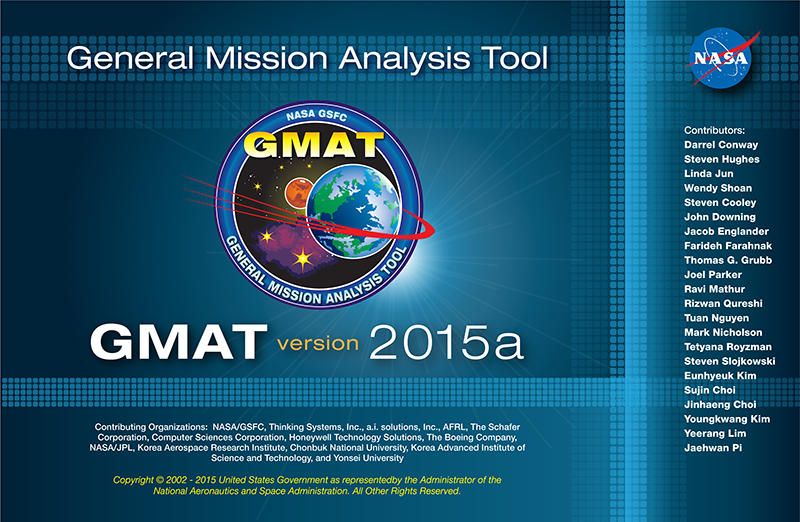 General Mission Analysis Tool
NASA
NASA GSFC
GMAT
GENERAL MISSION ANALYSIS TOOL
GMAT version 2015a
Contributors:
Darrel Conway
Steven Hughes
Linda Jun
Wendy Shoan
Steven Cooley
John Downing
Jacob Englander
Farideh Farahnak
Thomas G. Grubb
Joel Parker
Ravi Mathur
Rizwan Qureshi
Tuan Nguyen
Mark Nicholson
Tetyana Royzman
Steven Slojkowski
Eunhyeuk Kim
Sujin Choi
Jinhaeng Choi
Youngkwang Kim
Yeerang Lim
Jaehwan Pi
Contributing Organizations: NASA/GSFC, Thinking Systems, Inc., a.i. solutions, Inc., AFRL, The Schafer
Corporation, Computer Sciences Corporation, Honeywell Technology Solutions, The Boeing Company,
NASA/JPL, Korea Aerospace Research Institute, Chonbuk National University, Korea Advanced Institute of
Science and Technology, and Yonsei University
Copyright © 2002 - 2015 United States Government as representedby the Administrator of the
National Aeronautics and Space Administration. All Other Rights Reserved.